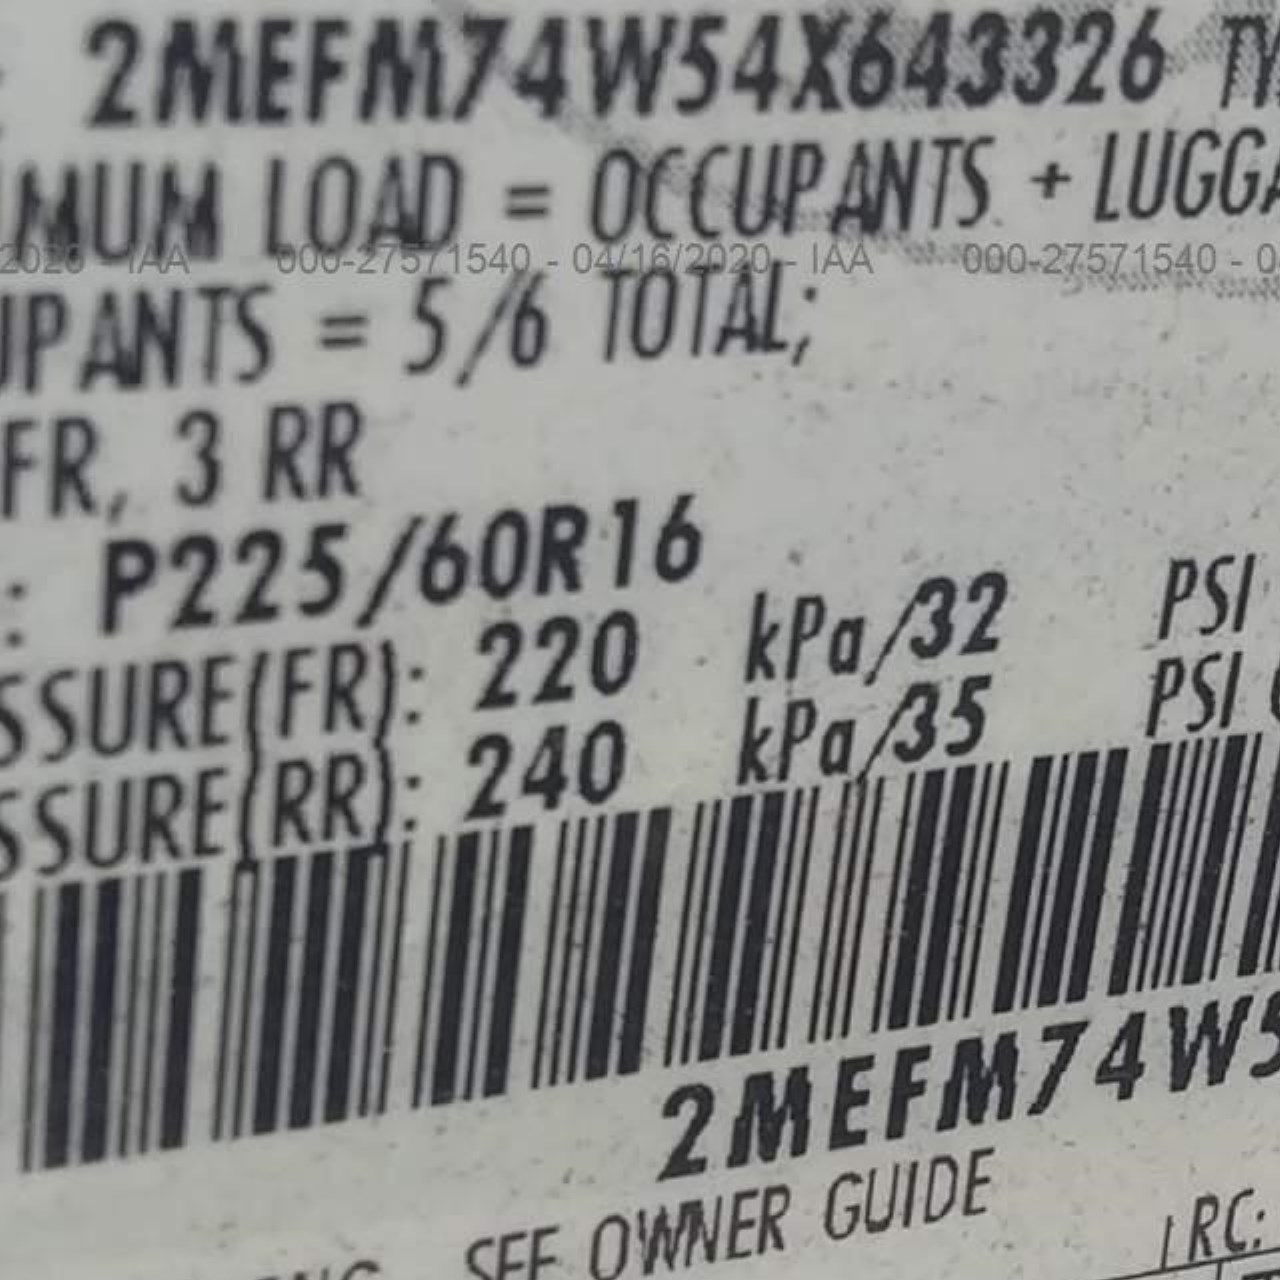 2MEFM74W54X643326 TY
MUM LOAD = OCCUPANTS + LUGGA
2020 - IAA 000-27571540 - 04/16/2020 - IAA 000-27571540 - 0
UPANTS = 5/6 TOTAL;
FR, 3 RR
: P225/60R16
SSURE(FR): 220 kPa/32 PSI
SSURE(RR): 240 kPa/35 PSI
2MEFM74W5
SEE OWNER GUIDE
RC: